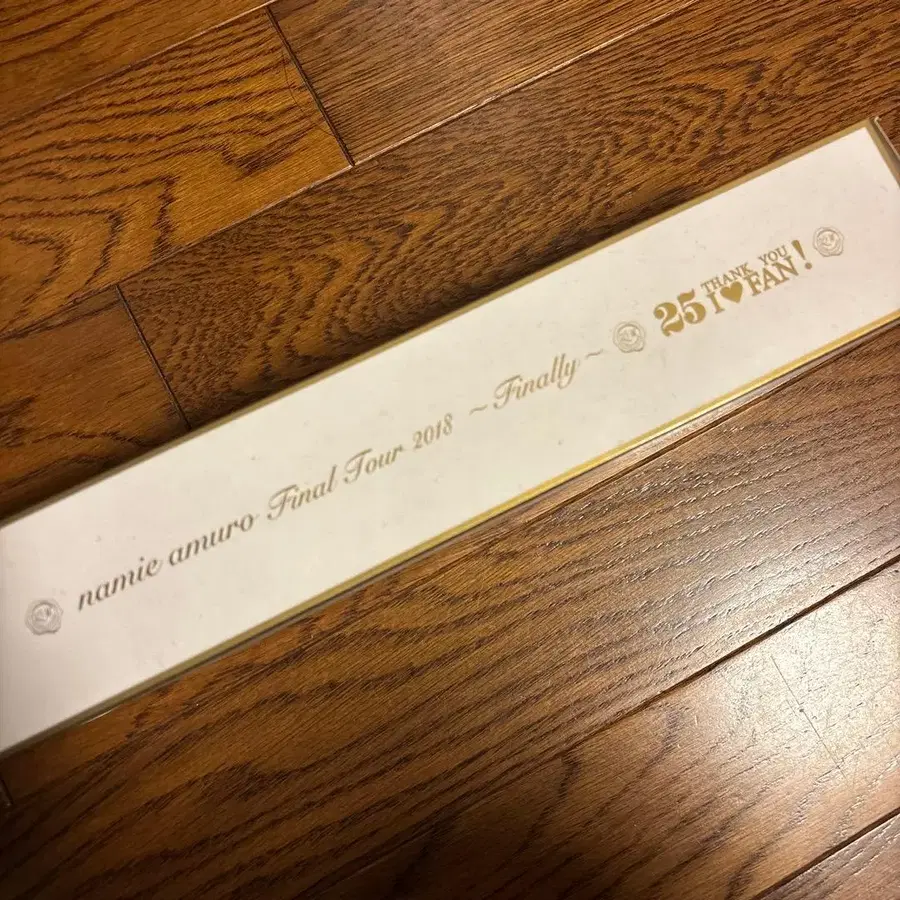 namie amuro Final Tour 2018 ~Finally~
25 THANK YOU
I♥FAN!